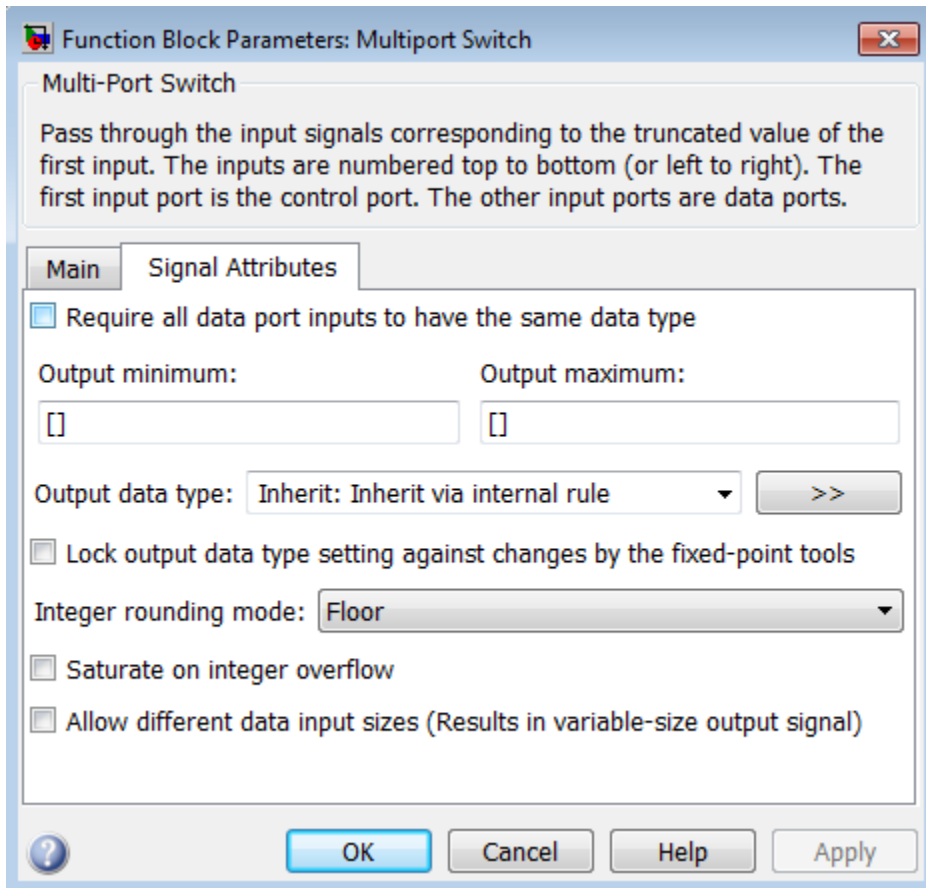 Function Block Parameters: Multiport Switch
Multi-Port Switch
Pass through the input signals corresponding to the truncated value of the
first input. The inputs are numbered top to bottom (or left to right). The
first input port is the control port. The other input ports are data ports.
Main
Signal Attributes
Require all data port inputs to have the same data type
Output minimum:
Output maximum:
[]
[]
Output data type:
Inherit: Inherit via internal rule
>>
Lock output data type setting against changes by the fixed-point tools
Integer rounding mode:
Floor
Saturate on integer overflow
Allow different data input sizes (Results in variable-size output signal)
?
OK
Cancel
Help
Apply